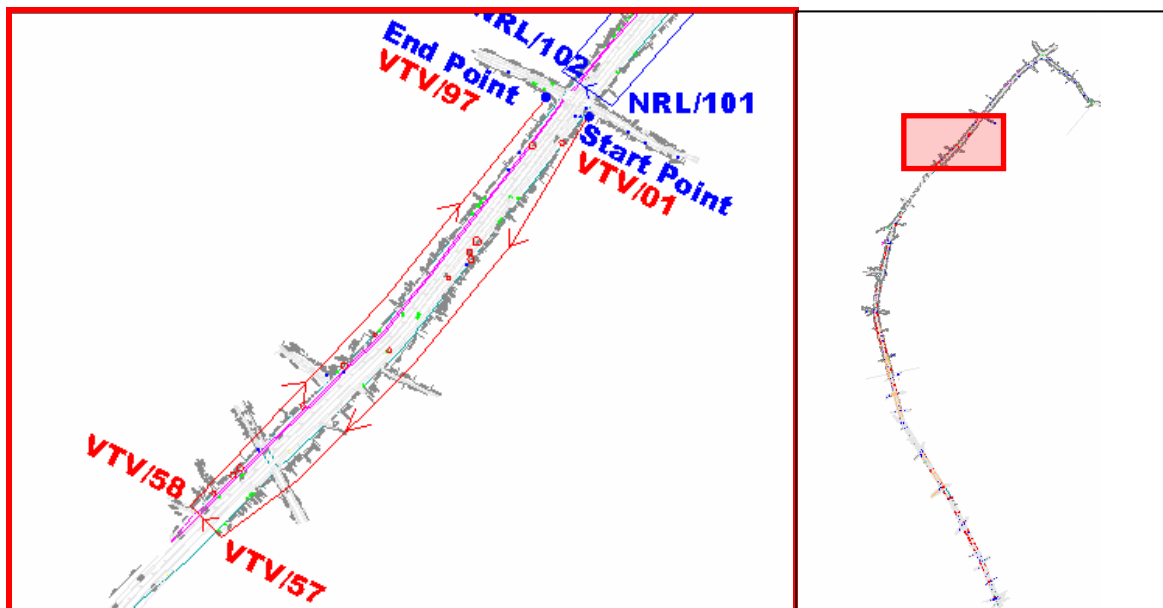 NRL/102
End Point
VTV/97
NRL/101
Start Point
VTV/01
VTV/58
VTV/57